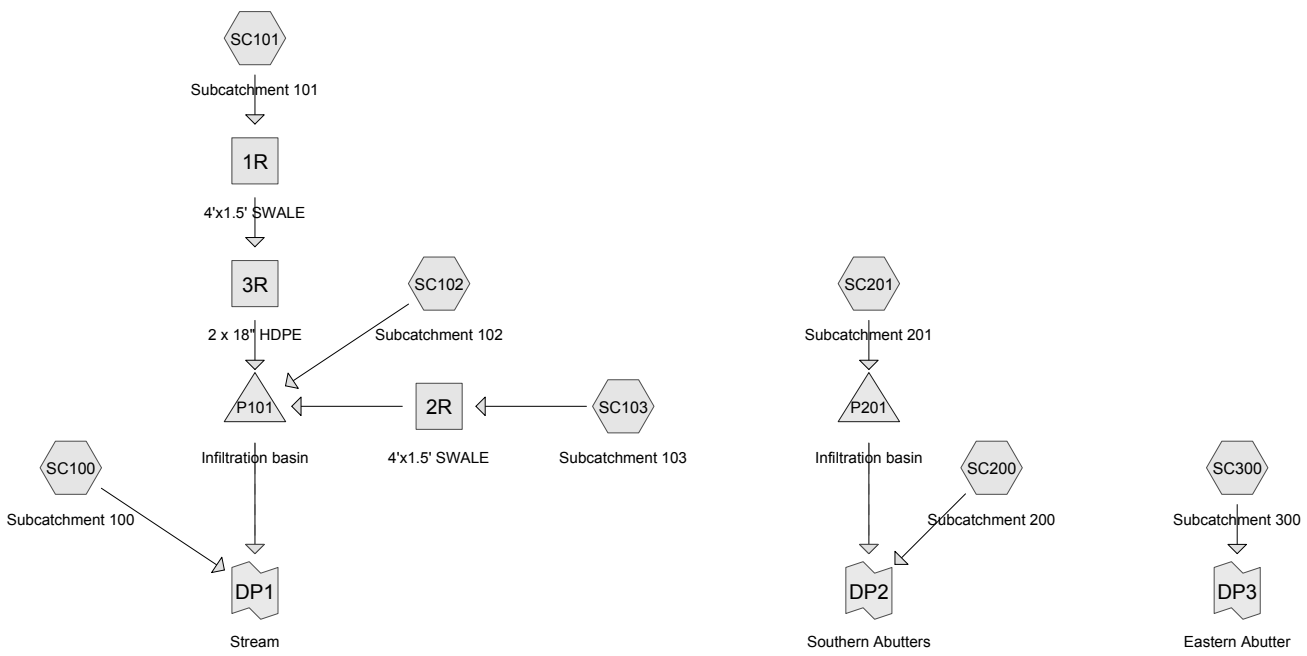 SC101
Subcatchment 101
1R
4'x1.5' SWALE
3R
2 x 18" HDPE
SC102
Subcatchment 102
P101
Infiltration basin
2R
4'x1.5' SWALE
SC103
Subcatchment 103
SC100
Subcatchment 100
DP1
Stream
SC201
Subcatchment 201
P201
Infiltration basin
SC200
Subcatchment 200
DP2
Southern Abutters
SC300
Subcatchment 300
DP3
Eastern Abutter